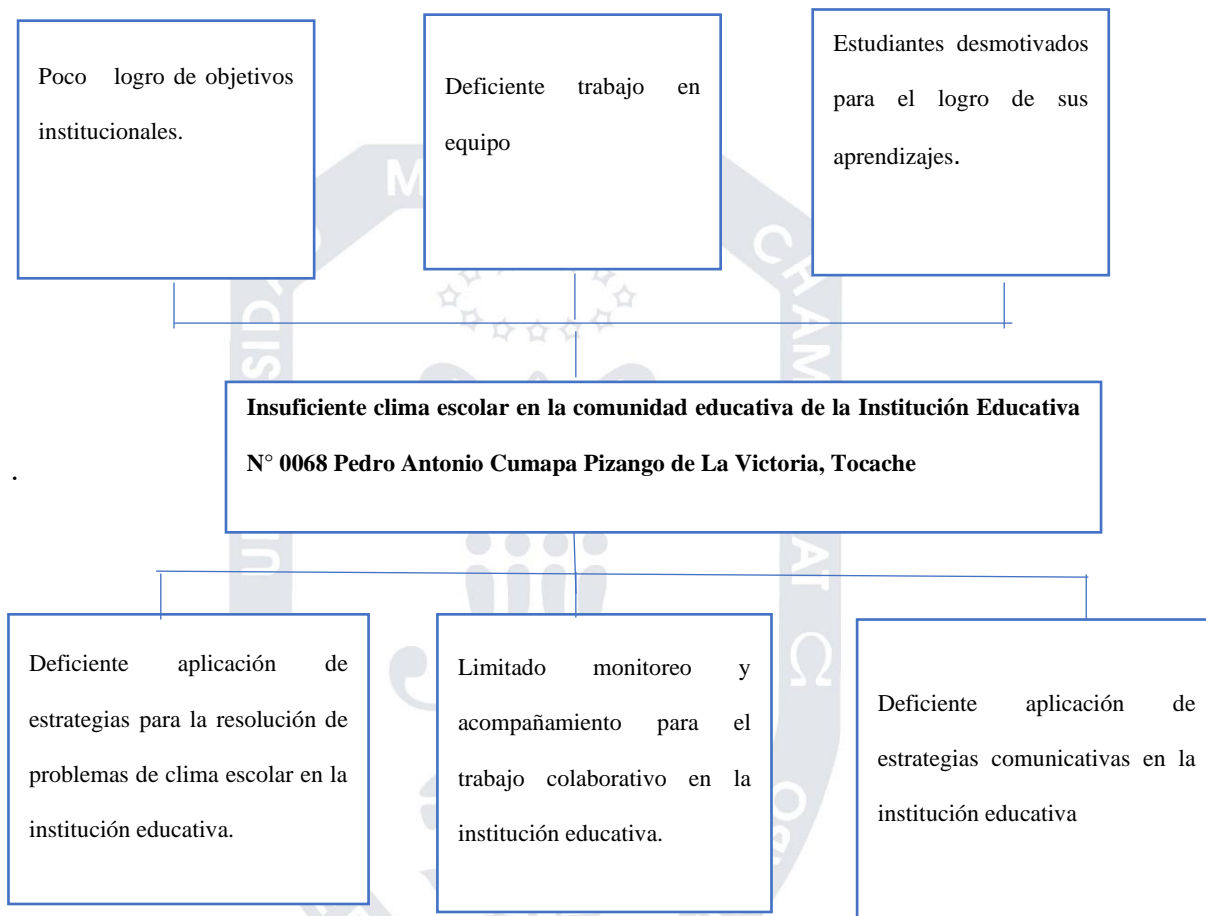 Poco logro de objetivos
institucionales.
Deficiente trabajo en
equipo
Estudiantes desmotivados
para el logro de sus
aprendizajes.
Insuficiente clima escolar en la comunidad educativa de la Institución Educativa
N° 0068 Pedro Antonio Cumapa Pizango de La Victoria, Tocache
.
Deficiente aplicación de
estrategias para la resolución de
problemas de clima escolar en la
institución educativa.
Limitado monitoreo y
acompañamiento para el
trabajo colaborativo en la
institución educativa.
Deficiente aplicación de
estrategias comunicativas en la
institución educativa